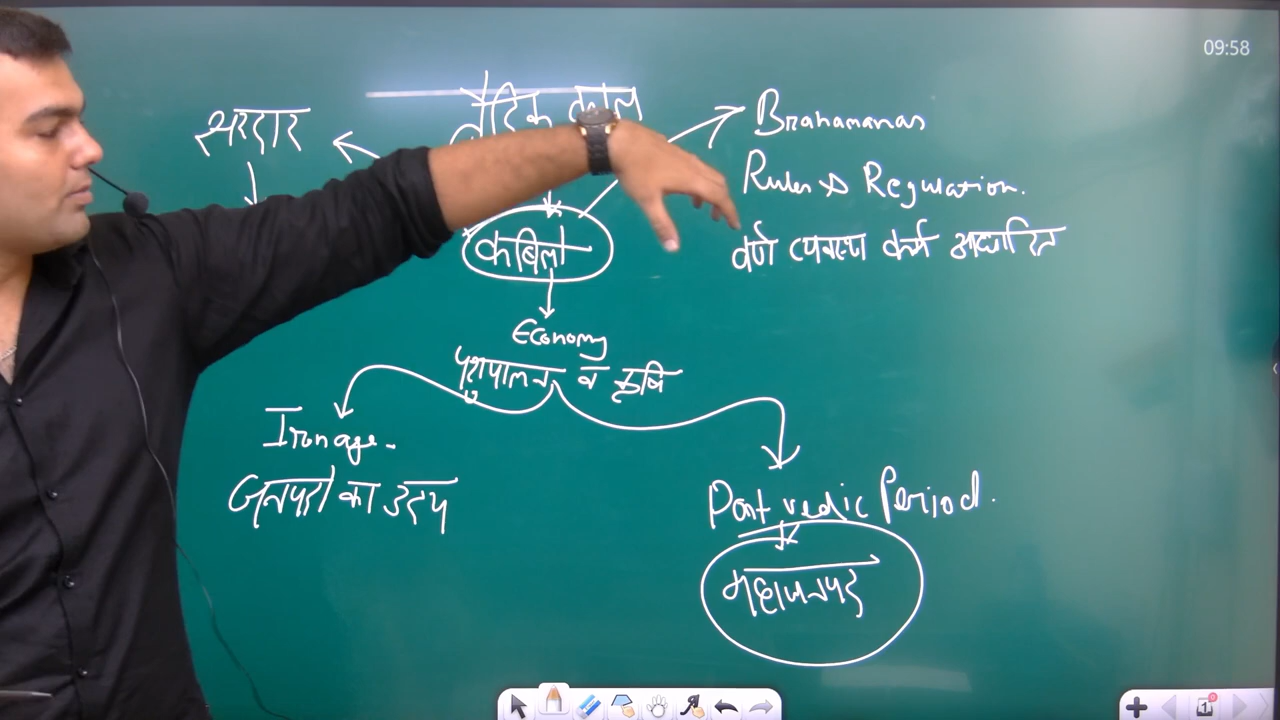 09:58
वैदिक काल
सरदार
Brahamanas
Rules & Regulation.
वर्ण व्यवस्था कर्म आधारित
कबिलो
Economy
पशुपालन व कृषि
Iron age.
जनपदो का उदय
Post vedic Period.
महाजनपद
1